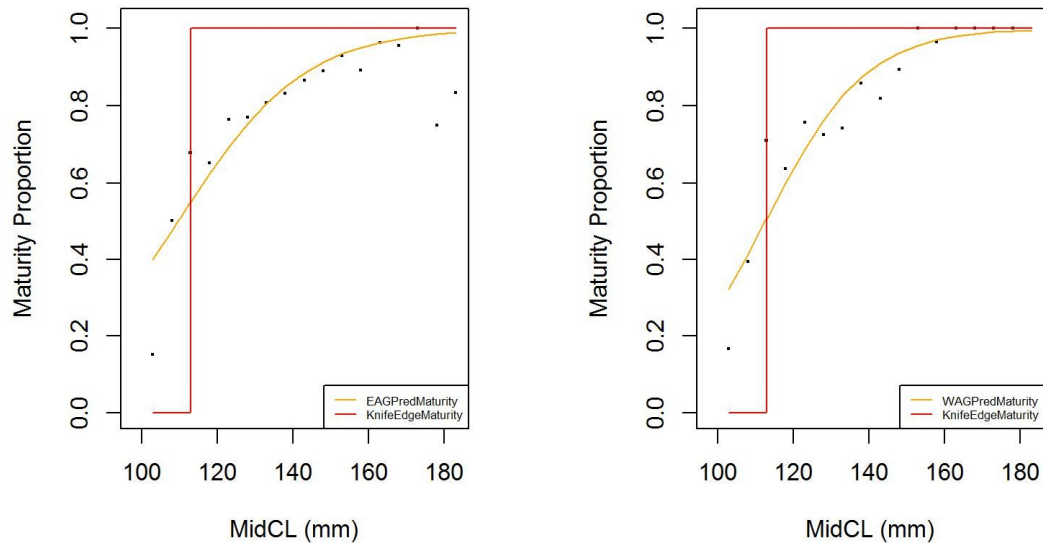 Maturity Proportion
1.0
0.8
0.6
0.4
0.2
0.0
EAGPredMaturity
KnifeEdgeMaturity
100 120 140 160 180
MidCL (mm)
Maturity Proportion
1.0
0.8
0.6
0.4
0.2
0.0
WAGPredMaturity
KnifeEdgeMaturity
100 120 140 160 180
MidCL (mm)